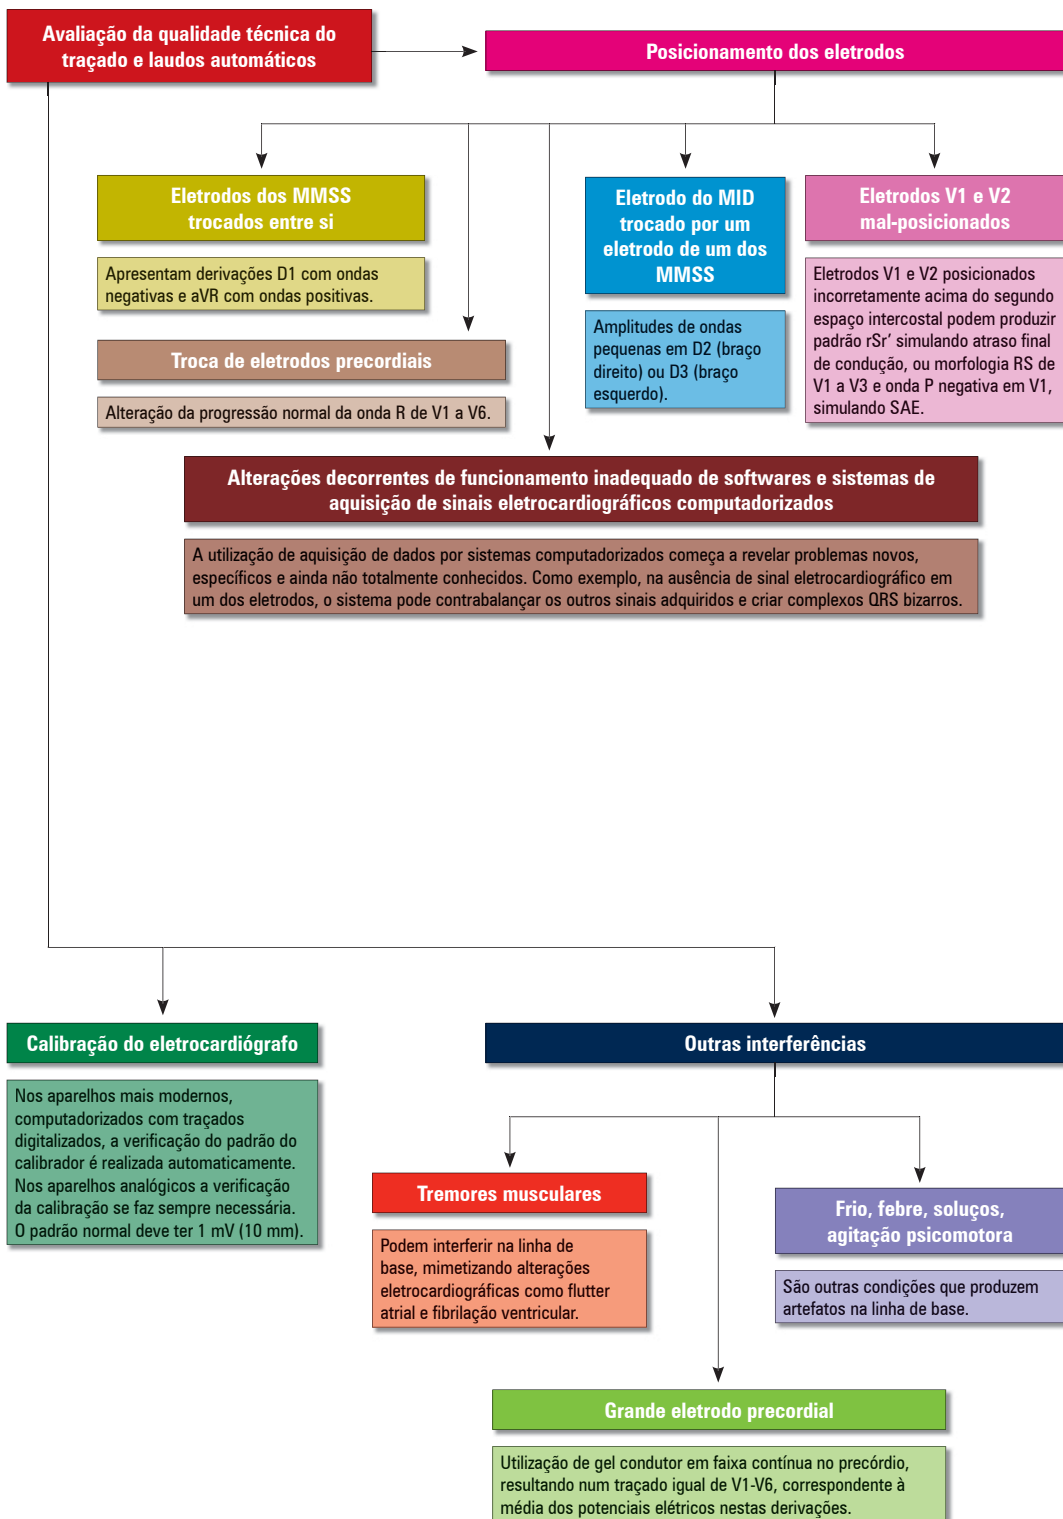 Avaliação da qualidade técnica do
traçado e laudos automáticos
Posicionamento dos eletrodos
Eletrodos dos MMSS
trocados entre si
Apresentam derivações D1 com ondas
negativas e aVR com ondas positivas.
Troca de eletrodos precordiais
Alteração da progressão normal da onda R de V1 a V6.
Eletrodo do MID
trocado por um
eletrodo de um dos
MMSS
Amplitudes de ondas
pequenas em D2 (braço
direito) ou D3 (braço
esquerdo).
Eletrodos V1 e V2
mal-posicionados
Eletrodos V1 e V2 posicionados
incorretamente acima do segundo
espaço intercostal podem produzir
padrão rSr’ simulando atraso final
de condução, ou morfologia RS de
V1 a V3 e onda P negativa em V1,
simulando SAE.
Alterações decorrentes de funcionamento inadequado de softwares e sistemas de
aquisição de sinais eletrocardiográficos computadorizados
A utilização de aquisição de dados por sistemas computadorizados começa a revelar problemas novos,
específicos e ainda não totalmente conhecidos. Como exemplo, na ausência de sinal eletrocardiográfico em
um dos eletrodos, o sistema pode contrabalançar os outros sinais adquiridos e criar complexos QRS bizarros.
Calibração do eletrocardiógrafo
Nos aparelhos mais modernos,
computadorizados com traçados
digitalizados, a verificação do padrão do
calibrador é realizada automaticamente.
Nos aparelhos analógicos a verificação
da calibração se faz sempre necessária.
O padrão normal deve ter 1 mV (10 mm).
Outras interferências
Tremores musculares
Podem interferir na linha de
base, mimetizando alterações
eletrocardiográficas como flutter
atrial e fibrilação ventricular.
Frio, febre, soluços,
agitação psicomotora
São outras condições que produzem
artefatos na linha de base.
Grande eletrodo precordial
Utilização de gel condutor em faixa contínua no precórdio,
resultando num traçado igual de V1-V6, correspondente à
média dos potenciais elétricos nestas derivações.